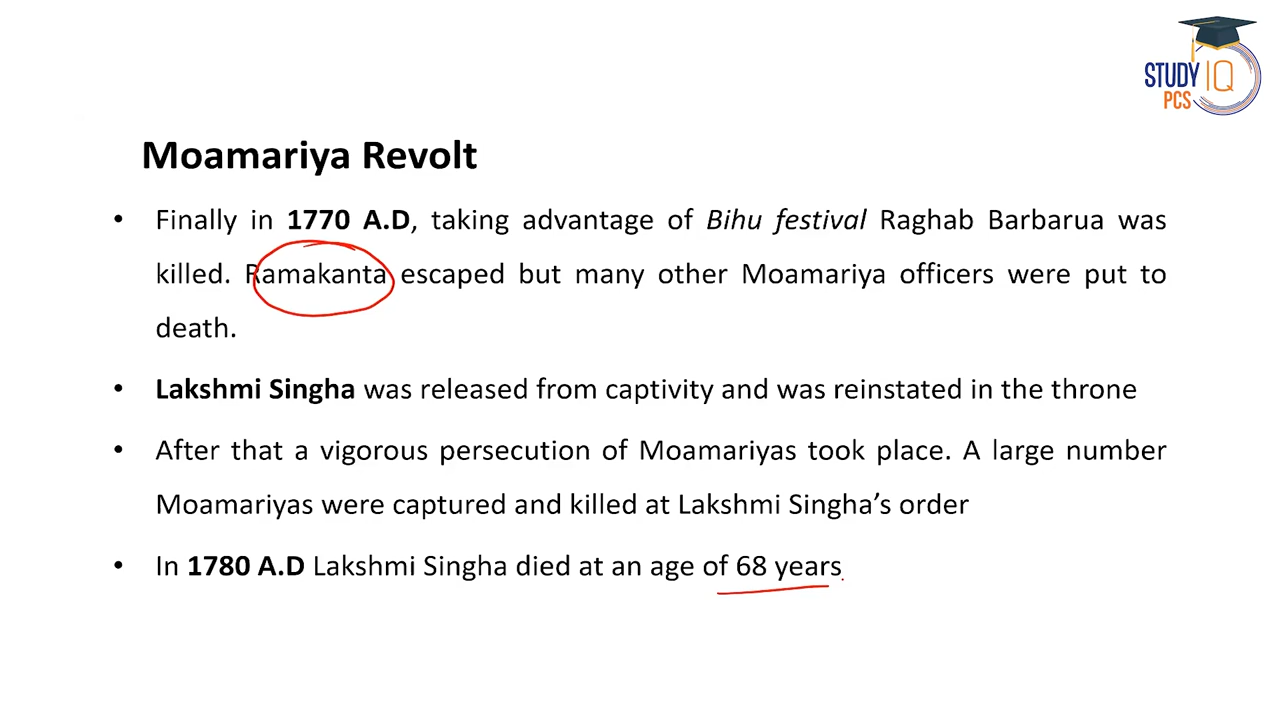 STUDY IQ
PCS
Moamariya Revolt
• Finally in 1770 A.D, taking advantage of Bihu festival Raghab Barbarua was
killed. Ramakanta escaped but many other Moamariya officers were put to
death.
• Lakshmi Singha was released from captivity and was reinstated in the throne
• After that a vigorous persecution of Moamariyas took place. A large number
Moamariyas were captured and killed at Lakshmi Singha’s order
• In 1780 A.D Lakshmi Singha died at an age of 68 years